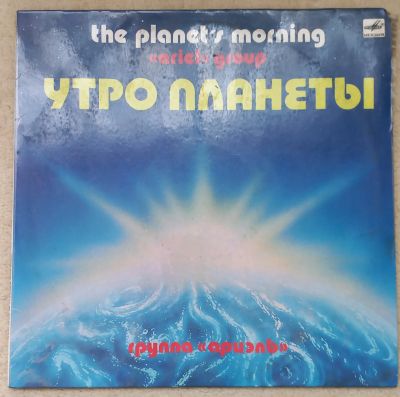 the planet's morning
«ariel» group
УТРО ПЛАНЕТЫ
группа «ариэль»